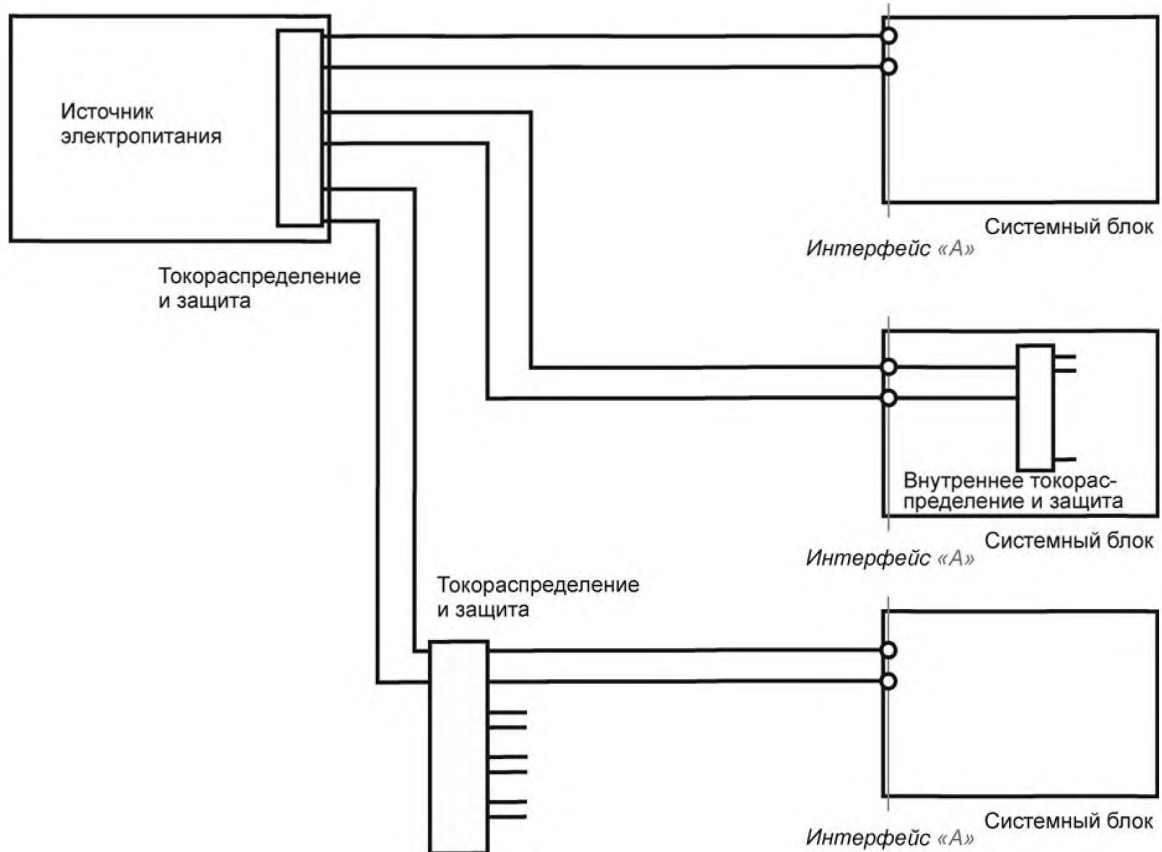 Источник
электропитания
Токораспределение
и защита
Системный блок
Интерфейс «А»
Внутреннее токорас-
пределение и защита
Системный блок
Интерфейс «А»
Токораспределение
и защита
Системный блок
Интерфейс «А»